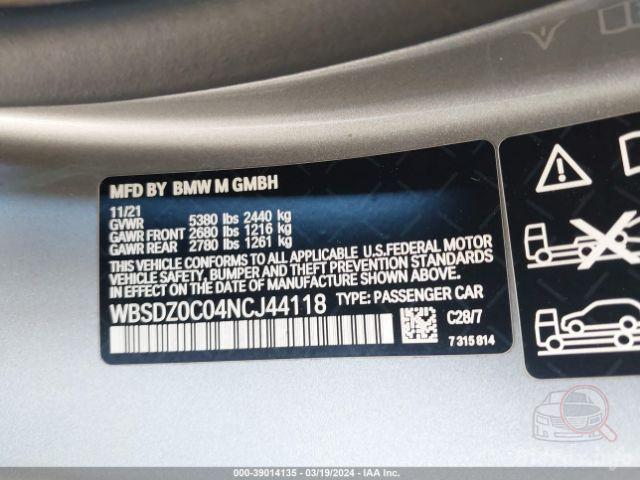 MFD BY BMW M GMBH
11/21
GVWR 5380 lbs 2440 kg
GAWR FRONT 2680 lbs 1216 kg
GAWR REAR 2780 lbs 1261 kg
THIS VEHICLE CONFORMS TO ALL APPLICABLE U.S.FEDERAL MOTOR
VEHICLE SAFETY, BUMPER AND THEFT PREVENTION STANDARDS
IN EFFECT ON THE DATE OF MANUFACTURE SHOWN ABOVE.
WBSDZ0C04NCJ44118 TYPE: PASSENGER CAR
C28/7
7 315 814
000-39014135 - 03/19/2024 - IAA Inc.